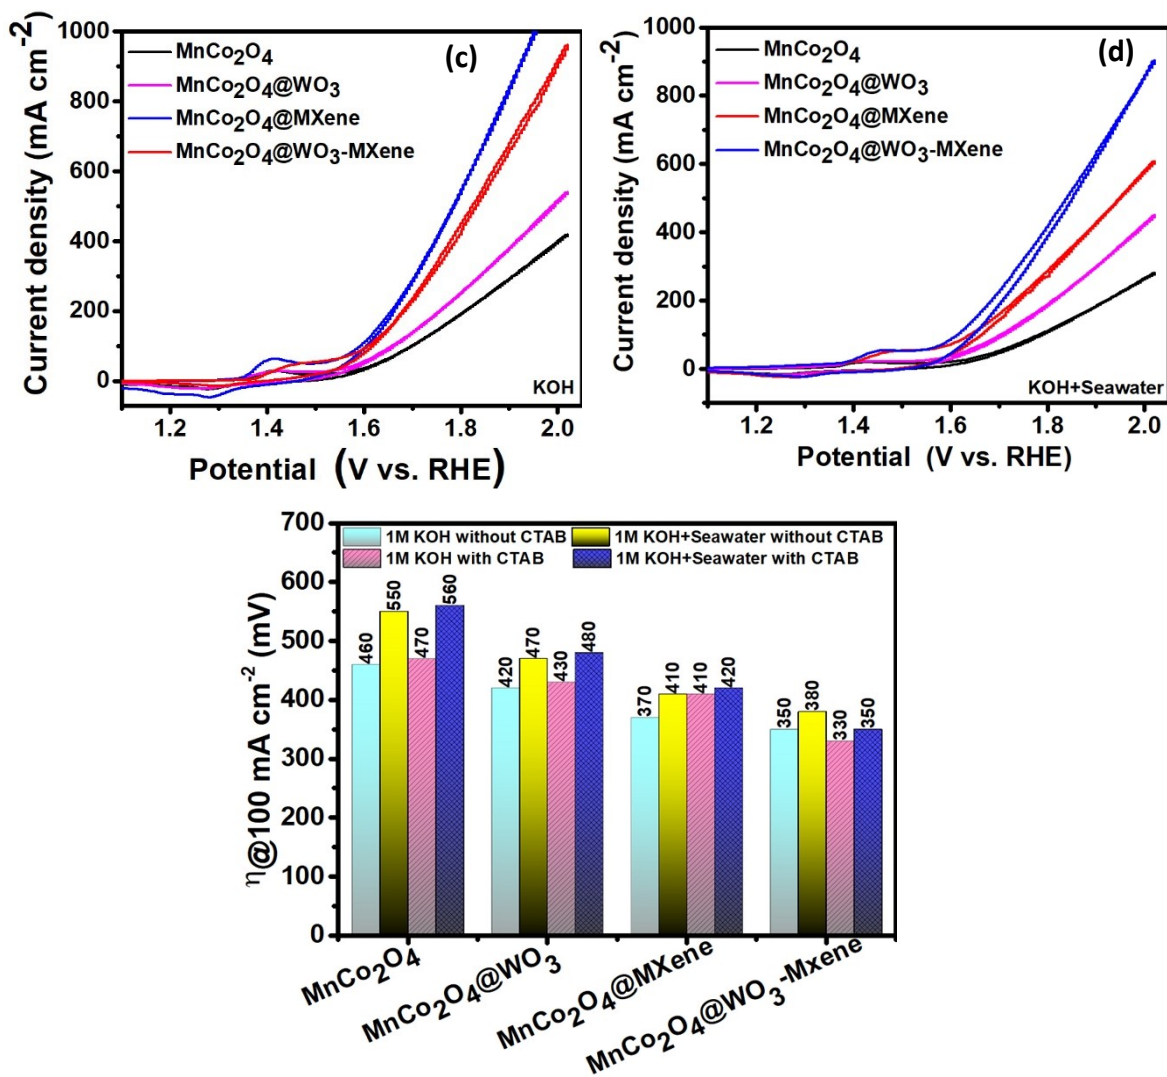 (c)
MnCo2O4
MnCo2O4@WO3
MnCo2O4@MXene
MnCo2O4@WO3-MXene
Current density (mA cm-2)
1000
800
600
400
200
0
1.2 1.4 1.6 1.8 2.0
KOH
Potential (V vs. RHE)
(d)
MnCo2O4
MnCo2O4@WO3
MnCo2O4@MXene
MnCo2O4@WO3-MXene
Current density (mA cm-2)
1000
800
600
400
200
0
1.2 1.4 1.6 1.8 2.0
KOH+Seawater
Potential (V vs. RHE)
1M KOH without CTAB
1M KOH+Seawater without CTAB
1M KOH with CTAB
1M KOH+Seawater with CTAB
η@100 mA cm-2 (mV)
700
600
500
400
300
200
100
0
460 550 470 560
420 470 430 480
370 410 410 420
350 380 330 350
MnCo2O4
MnCo2O4@WO3
MnCo2O4@MXene
MnCo2O4@WO3-Mxene